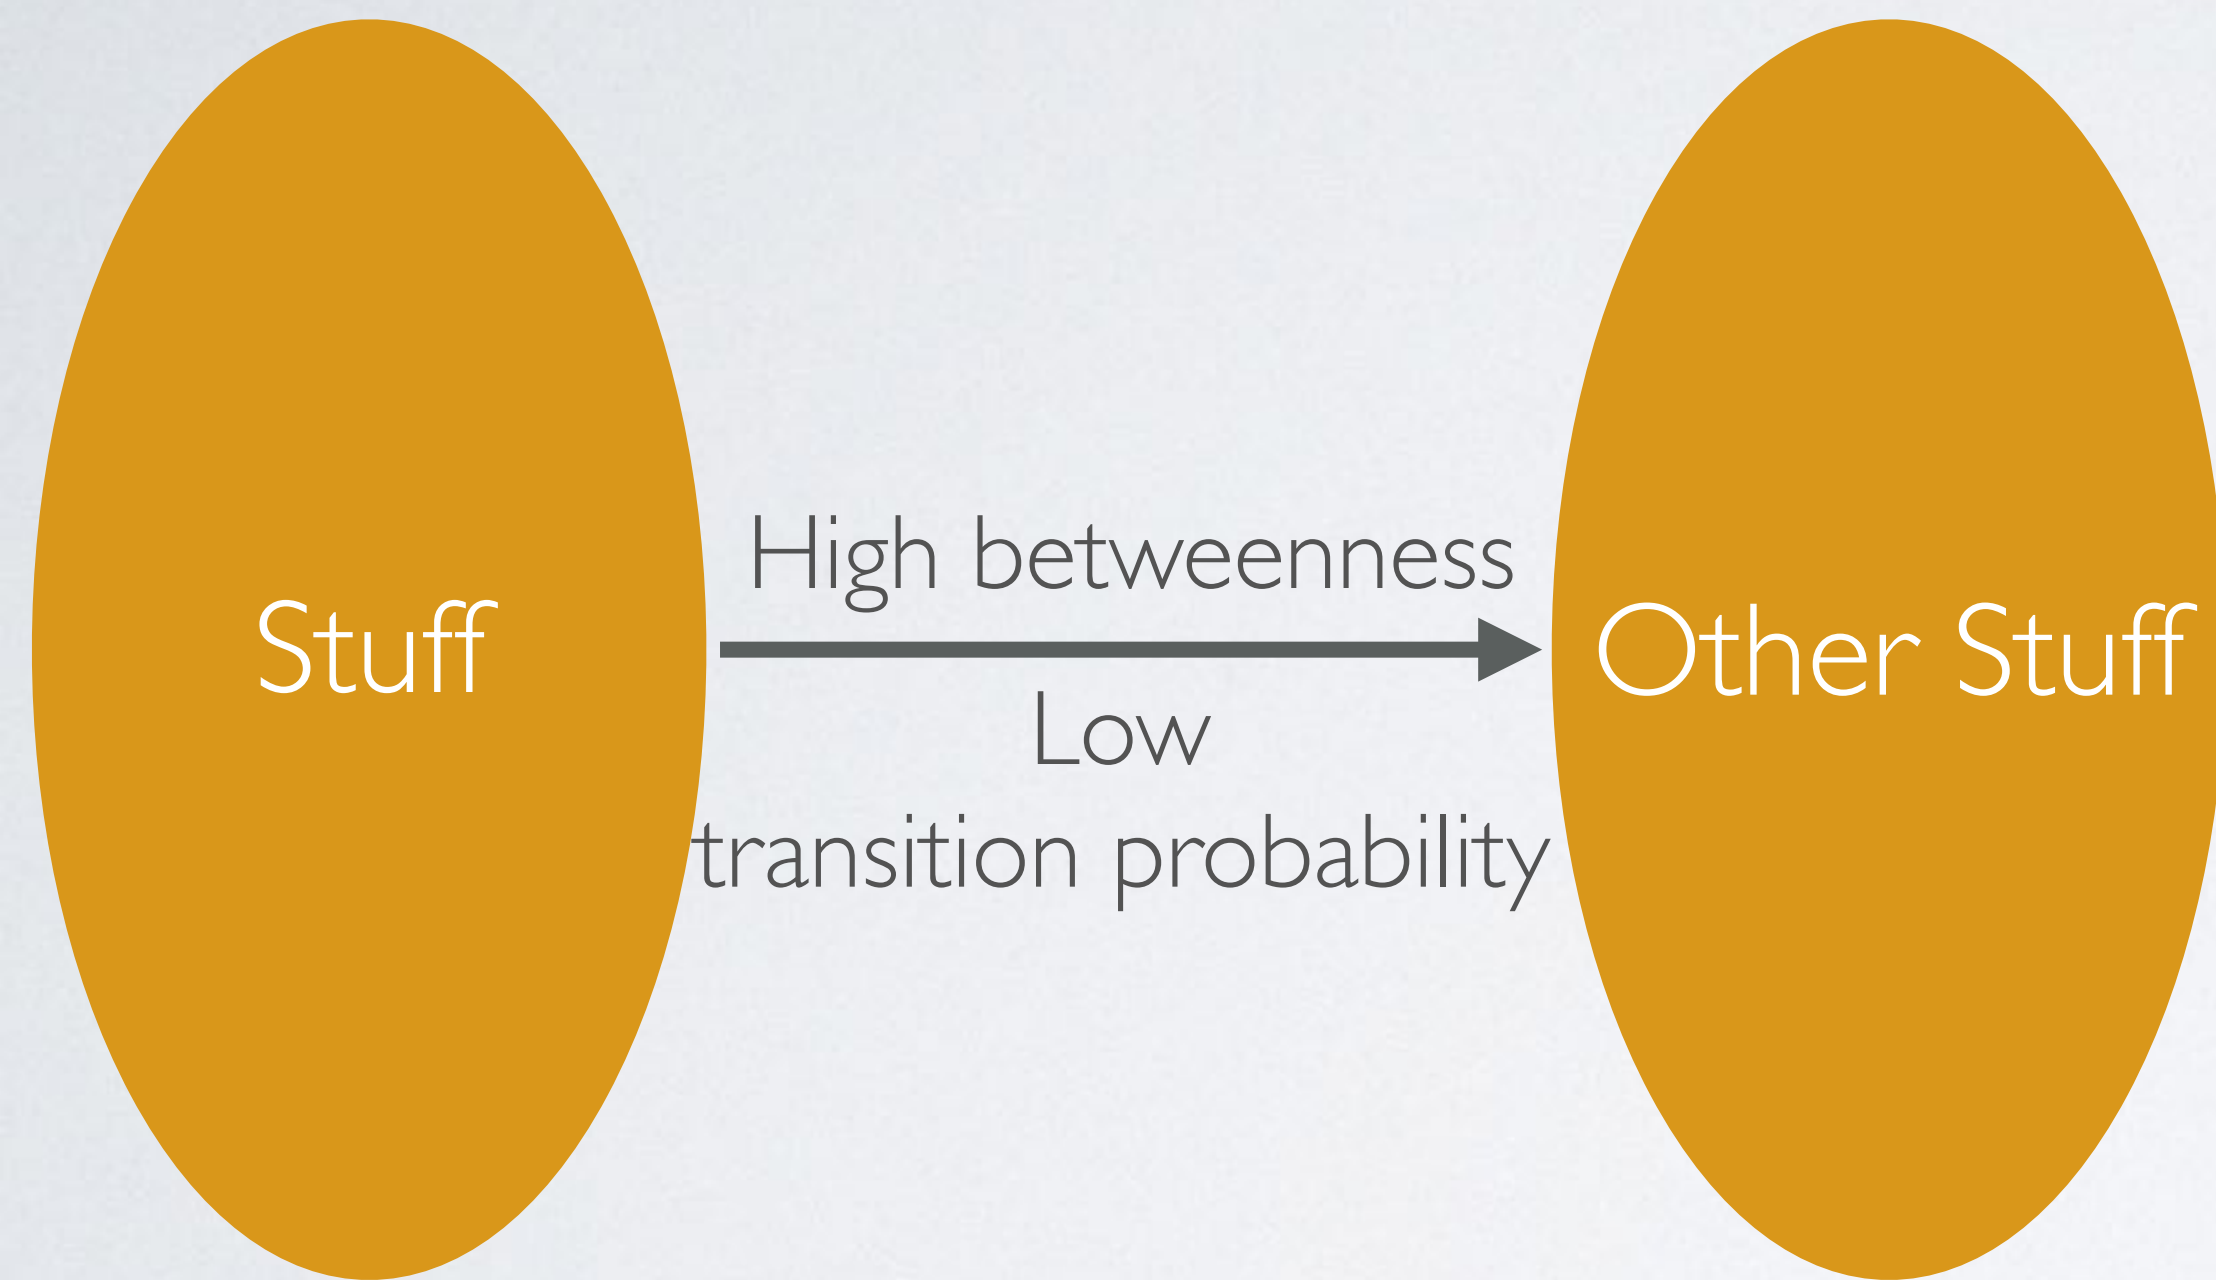 Stuff
High betweenness
Low
transition probability
Other Stuff